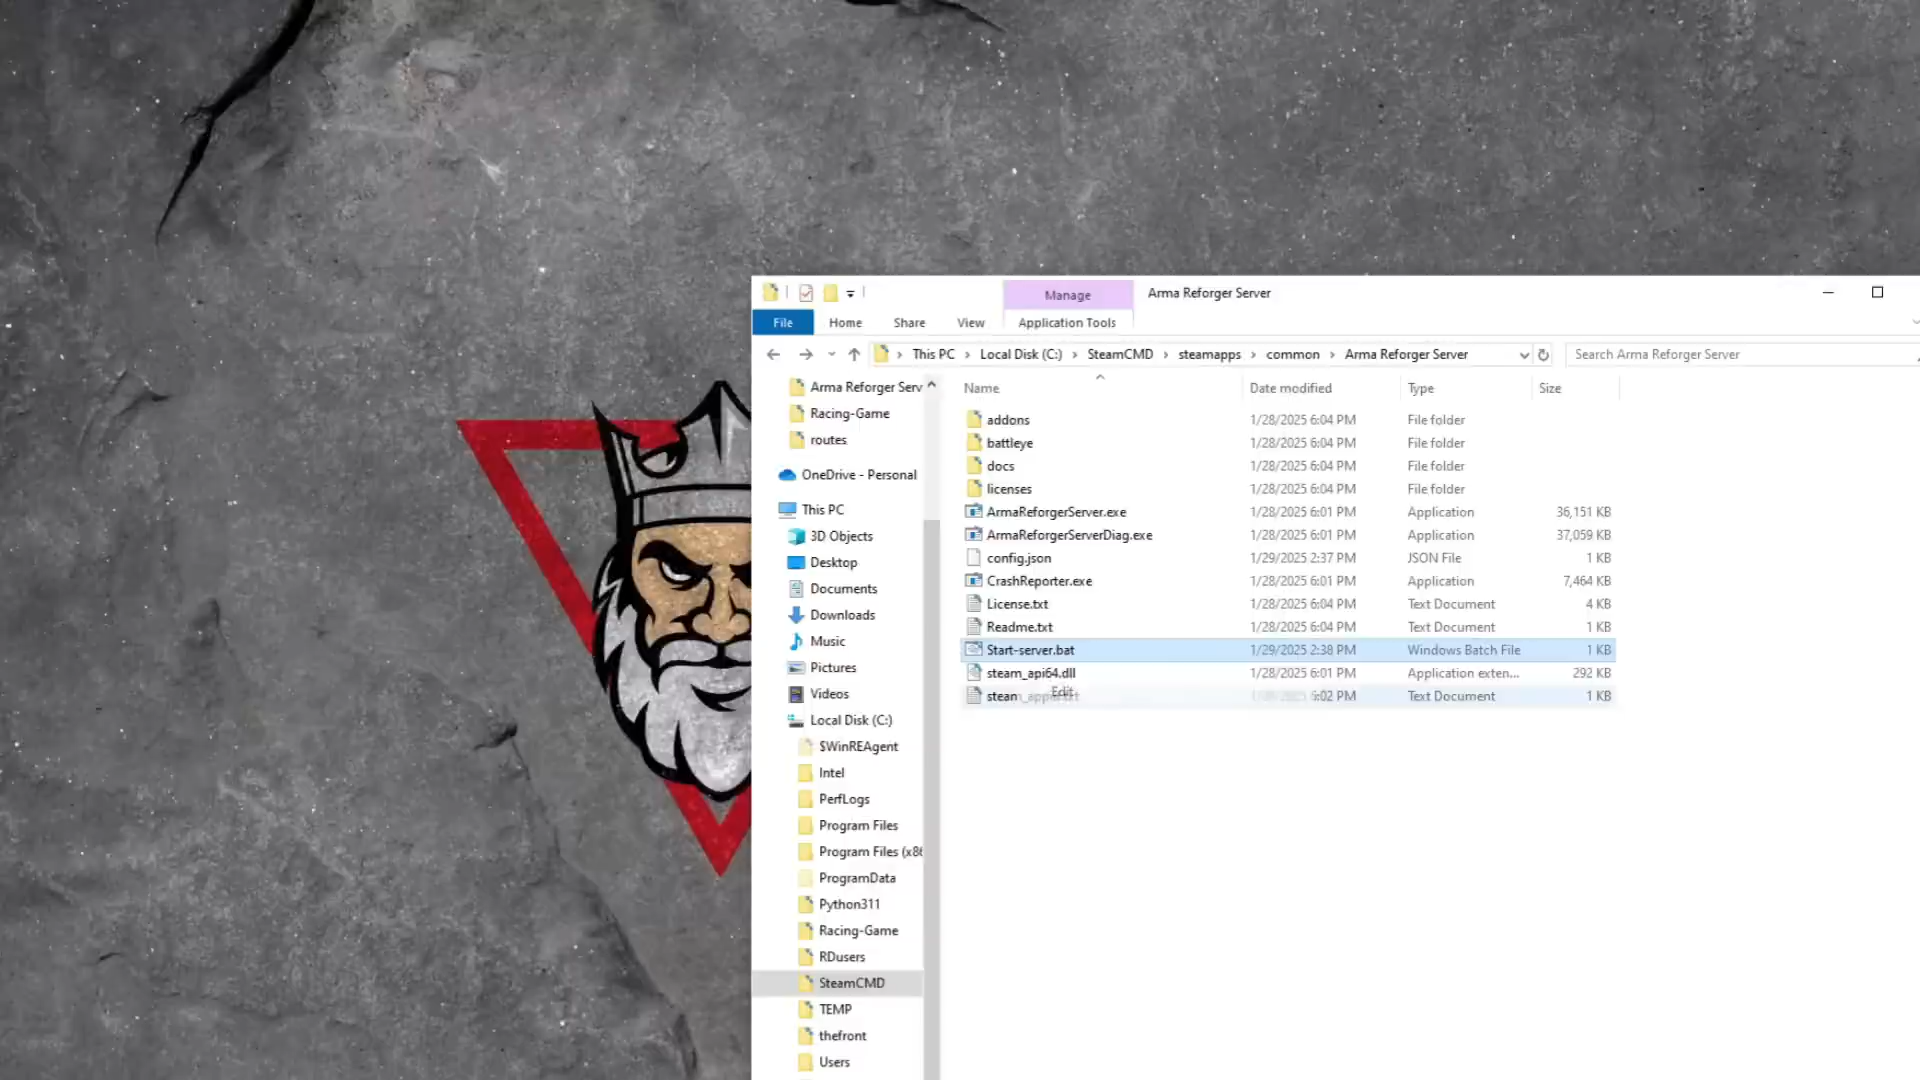 Manage
Arma Reforger Server
File
Home
Share
View
Application Tools
This PC
Local Disk (C:)
SteamCMD
steamapps
common
Arma Reforger Server
Search Arma Reforger Server
Arma Reforger Serv
Racing-Game
routes
OneDrive - Personal
This PC
3D Objects
Desktop
Documents
Downloads
Music
Pictures
Videos
Local Disk (C:)
$WinREAgent
Intel
PerfLogs
Program Files
Program Files (x86
ProgramData
Python311
Racing-Game
RDusers
SteamCMD
TEMP
thefront
Users
Name Date modified Type Size
addons 1/28/2025 6:04 PM File folder
battleye 1/28/2025 6:04 PM File folder
docs 1/28/2025 6:04 PM File folder
licenses 1/28/2025 6:04 PM File folder
ArmaReforgerServer.exe 1/28/2025 6:01 PM Application 36,151 KB
ArmaReforgerServerDiag.exe 1/28/2025 6:01 PM Application 37,059 KB
config.json 1/29/2025 2:37 PM JSON File 1 KB
CrashReporter.exe 1/28/2025 6:01 PM Application 7,464 KB
License.txt 1/28/2025 6:04 PM Text Document 4 KB
Readme.txt 1/28/2025 6:04 PM Text Document 1 KB
Start-server.bat 1/29/2025 2:38 PM Windows Batch File 1 KB
steam_api64.dll 1/28/2025 6:01 PM Application exten... 292 KB
Edit
6:02 PM Text Document 1 KB